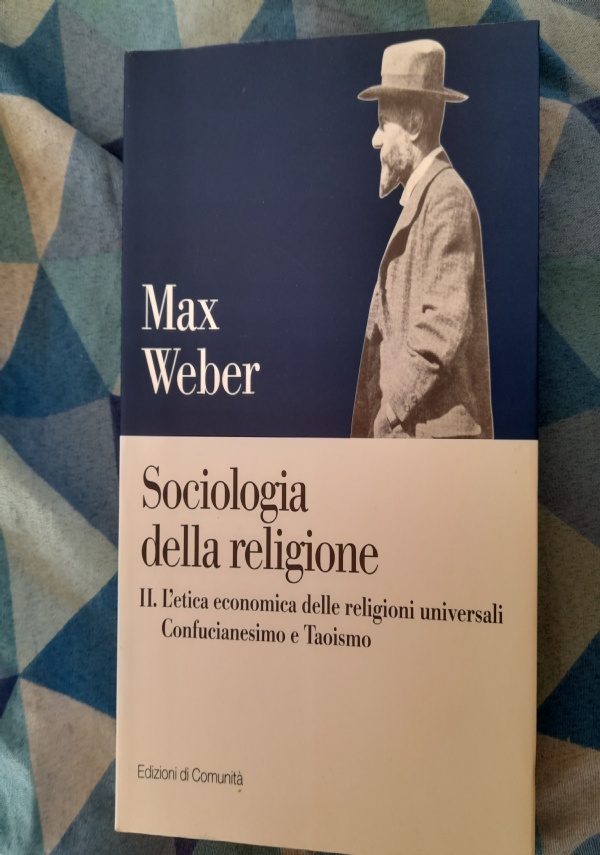 Max
Weber
Sociologia
della religione
II. L'etica economica delle religioni universali
Confucianesimo e Taoismo
Edizioni di Comunità